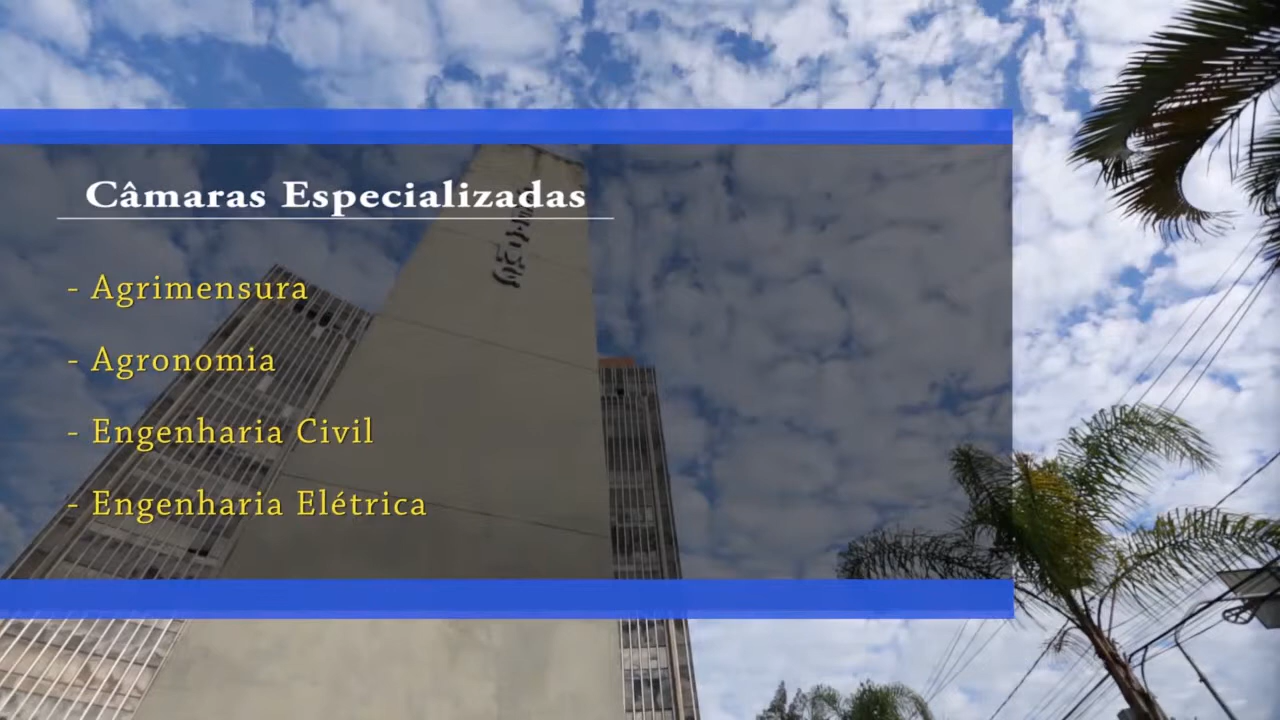 Câmaras Especializadas
- Agrimensura
- Agronomia
- Engenharia Civil
- Engenharia Elétrica